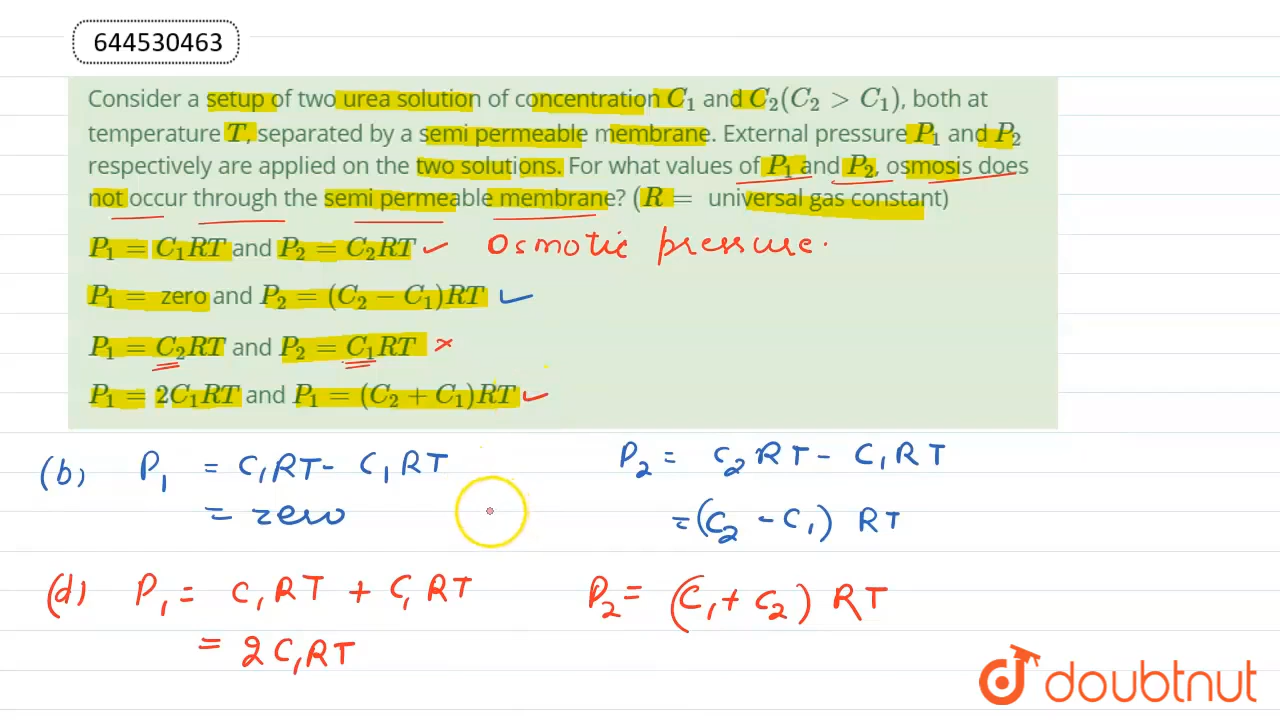 644530463
Consider a setup of two urea solution of concentration C₁ and C₂(C₂ > C₁), both at
temperature T, separated by a semi permeable membrane. External pressure P₁ and P₂
respectively are applied on the two solutions. For what values of P₁ and P₂, osmosis does
not occur through the semi permeable membrane? (R = universal gas constant)
P₁ = C₁RT and P₂ = C₂RT ✓ Osmotic pressure.
P₁ = zero and P₂ = (C₂ − C₁)RT ✓
P₁ = C₂RT and P₂ = C₁RT ×
P₁ = 2C₁RT and P₁ = (C₂ + C₁)RT ✓
(b) P₁ = C₁RT − C₁RT P₂ = C₂RT − C₁RT
= zero = (C₂ − C₁) RT
(d) P₁ = C₁RT + C₁RT P₂ = (C₁ + C₂) RT
= 2C₁RT
doubtnut